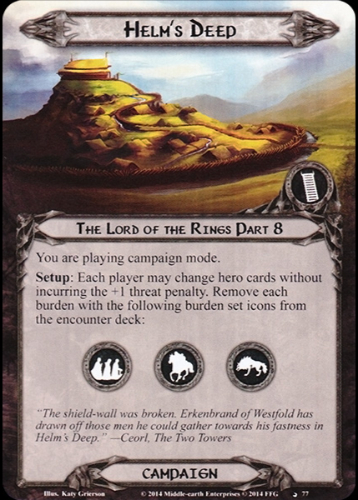 Helm's Deep
The Lord of the Rings Part 8
You are playing campaign mode.
Setup: Each player may change hero cards without
incurring the +1 threat penalty. Remove each
burden with the following burden set icons from
the encounter deck:
"The shield-wall was broken. Erkenbrand of Westfold has
drawn off those men he could gather towards his fastness in
Helm's Deep." —Ceorl, The Two Towers
Campaign
Illus. Katy Grierson © 2014 Middle-earth Enterprises © 2014 FFG 77